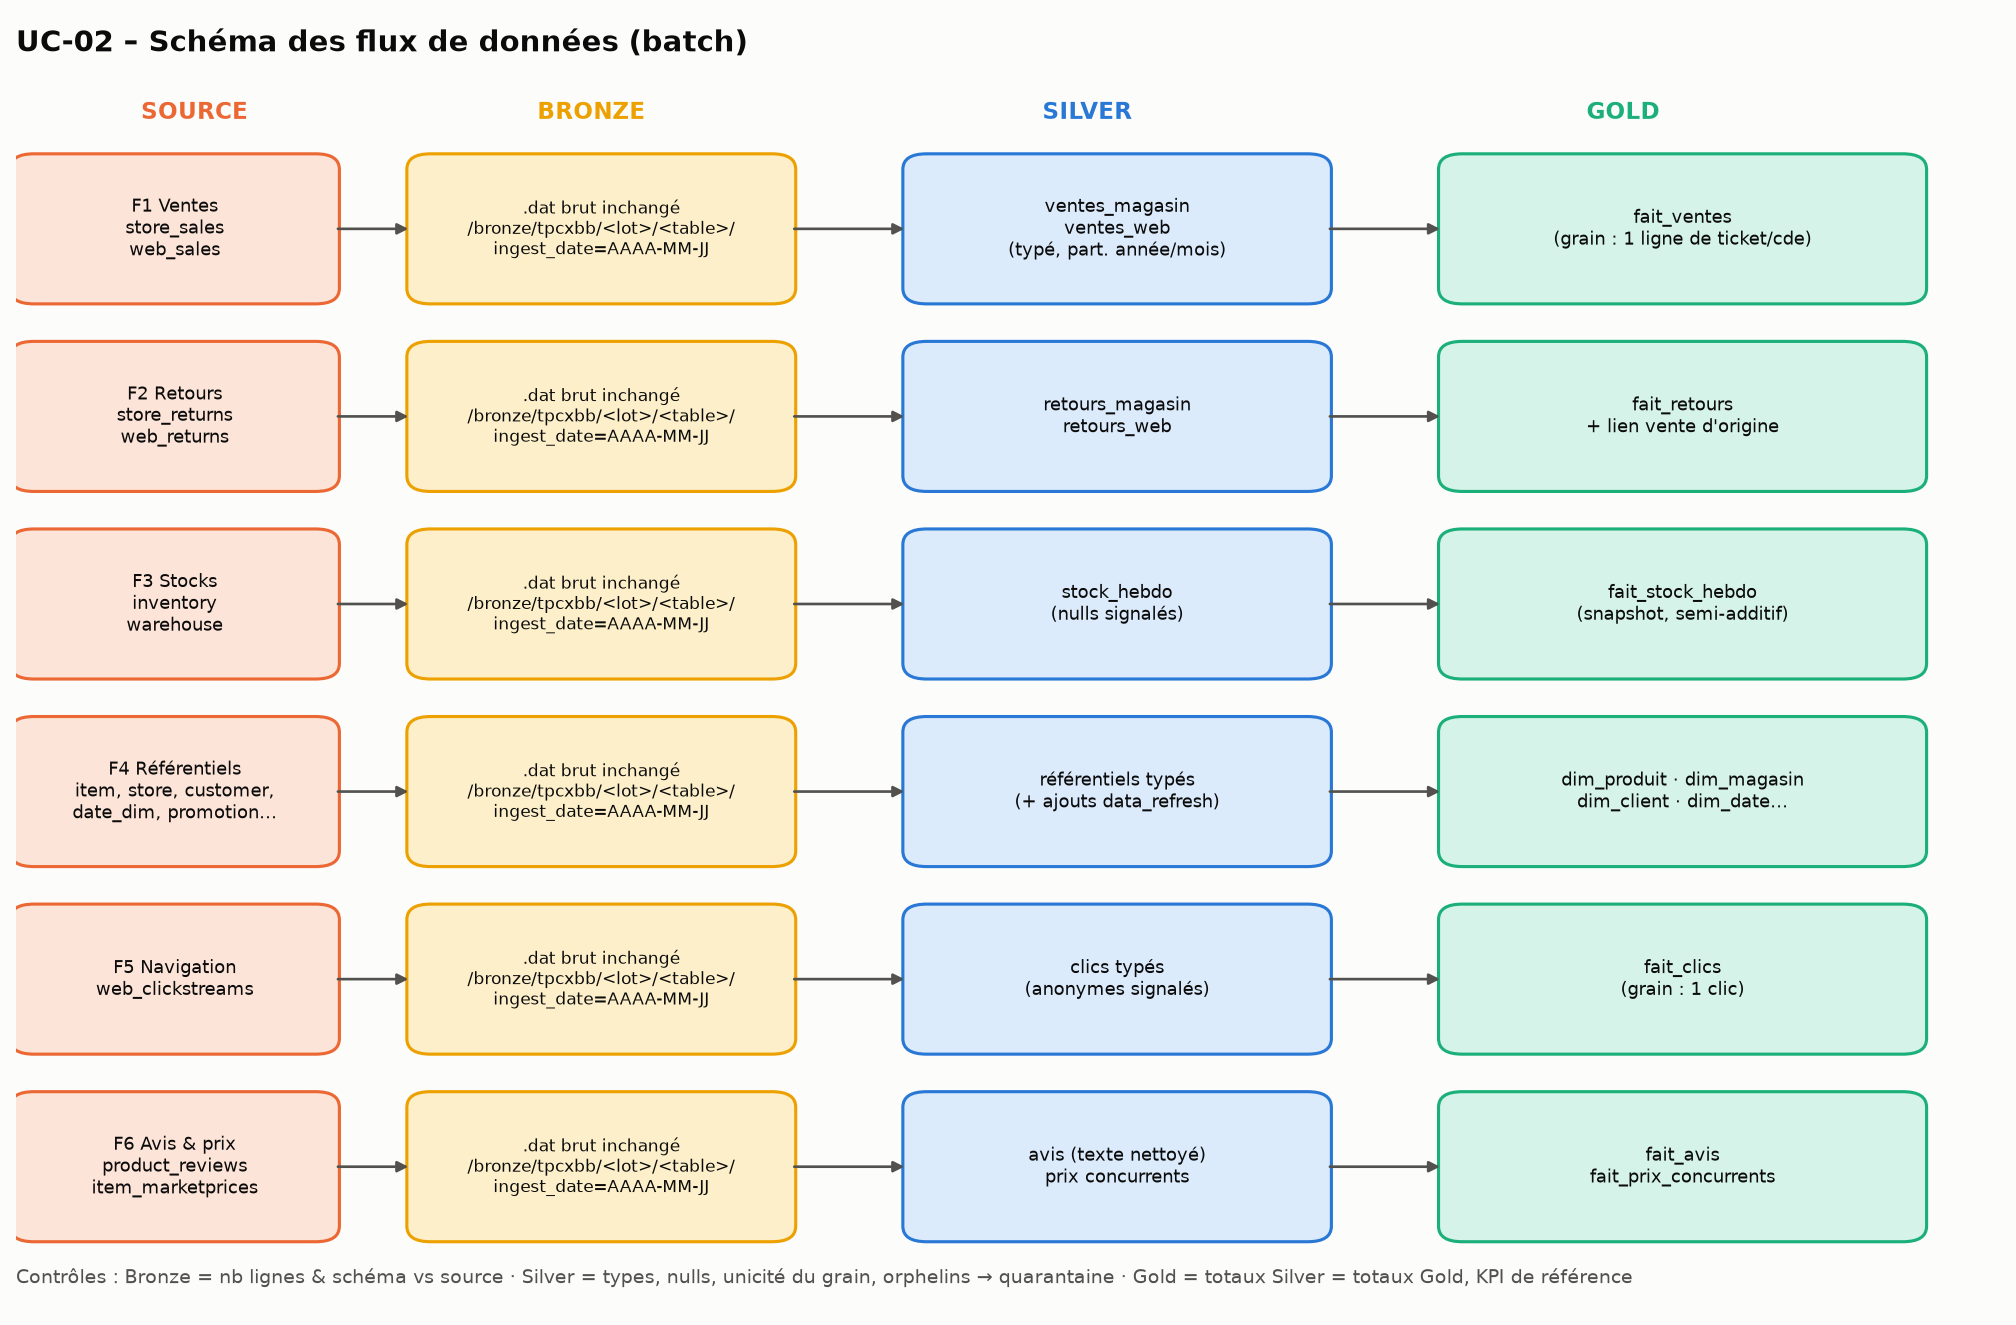 UC-02 – Schéma des flux de données (batch)
SOURCE
BRONZE
SILVER
GOLD
F1 Ventes
store_sales
web_sales
.dat brut inchangé
/bronze/tpcxbb/<lot>/<table>/
ingest_date=AAAA-MM-JJ
ventes_magasin
ventes_web
(typé, part. année/mois)
fait_ventes
(grain : 1 ligne de ticket/cde)
F2 Retours
store_returns
web_returns
.dat brut inchangé
/bronze/tpcxbb/<lot>/<table>/
ingest_date=AAAA-MM-JJ
retours_magasin
retours_web
fait_retours
+ lien vente d'origine
F3 Stocks
inventory
warehouse
.dat brut inchangé
/bronze/tpcxbb/<lot>/<table>/
ingest_date=AAAA-MM-JJ
stock_hebdo
(nulls signalés)
fait_stock_hebdo
(snapshot, semi-additif)
F4 Référentiels
item, store, customer,
date_dim, promotion…
.dat brut inchangé
/bronze/tpcxbb/<lot>/<table>/
ingest_date=AAAA-MM-JJ
référentiels typés
(+ ajouts data_refresh)
dim_produit · dim_magasin
dim_client · dim_date…
F5 Navigation
web_clickstreams
.dat brut inchangé
/bronze/tpcxbb/<lot>/<table>/
ingest_date=AAAA-MM-JJ
clics typés
(anonymes signalés)
fait_clics
(grain : 1 clic)
F6 Avis & prix
product_reviews
item_marketprices
.dat brut inchangé
/bronze/tpcxbb/<lot>/<table>/
ingest_date=AAAA-MM-JJ
avis (texte nettoyé)
prix concurrents
fait_avis
fait_prix_concurrents
Contrôles : Bronze = nb lignes & schéma vs source · Silver = types, nulls, unicité du grain, orphelins → quarantaine · Gold = totaux Silver = totaux Gold, KPI de référence